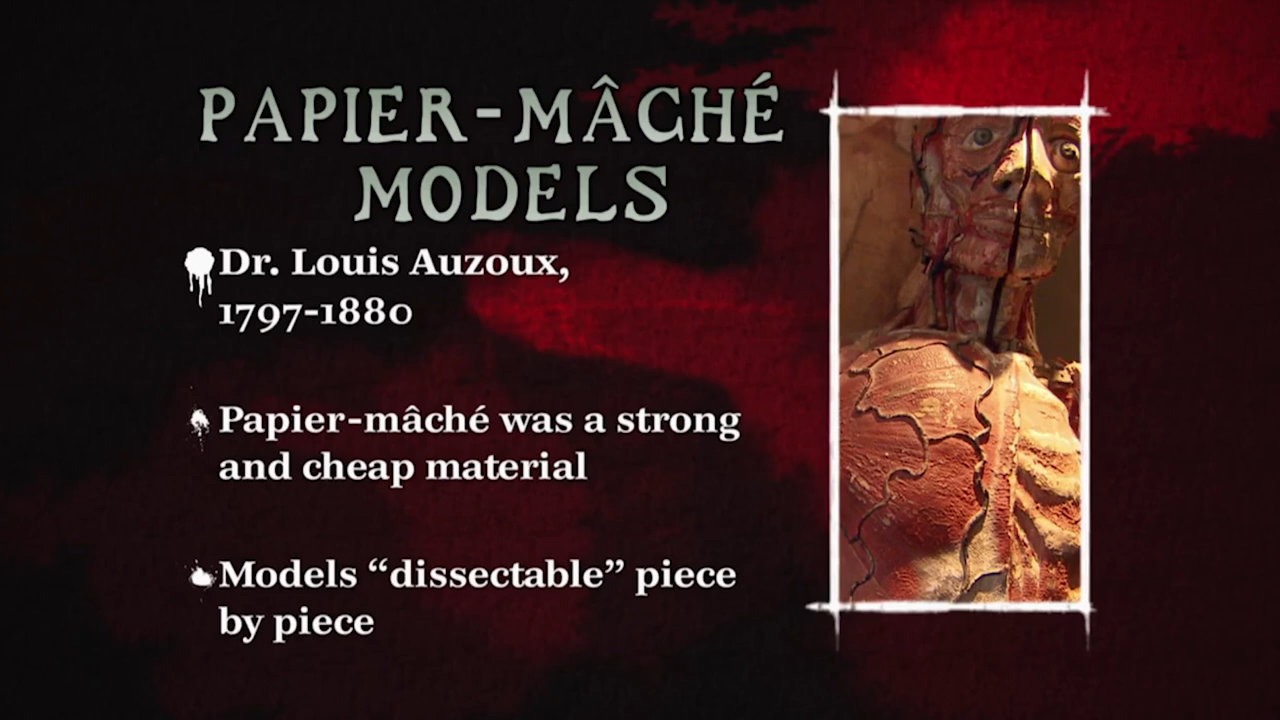 PAPIER-MÂCHÉ
MODELS
Dr. Louis Auzoux,
1797-1880
Papier-mâché was a strong
and cheap material
Models “dissectable” piece
by piece